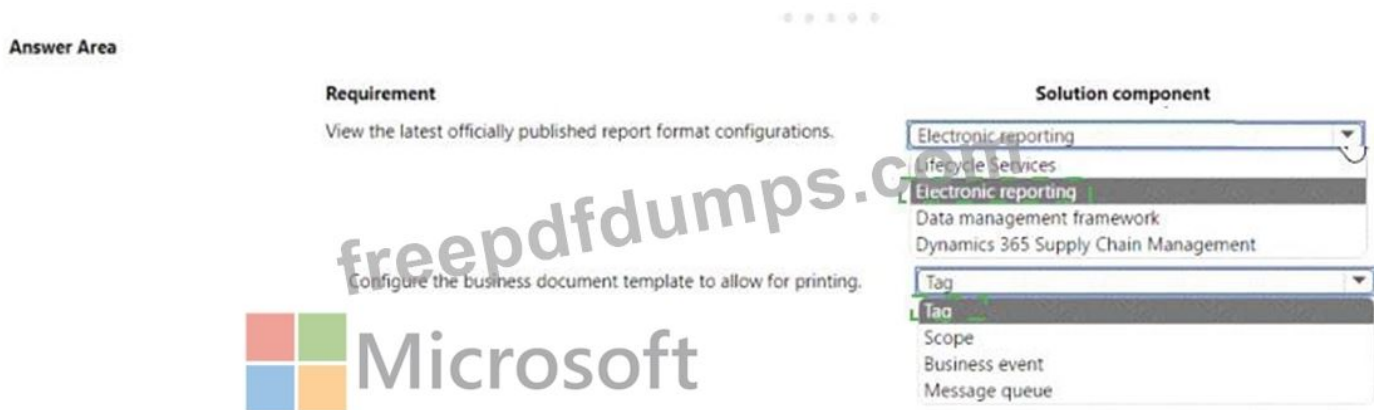 Answer Area
Requirement
Solution component
View the latest officially published report format configurations.
Electronic reporting
Lifecycle Services
Electronic reporting
Data management framework
Dynamics 365 Supply Chain Management
Configure the business document template to allow for printing.
Tag
Tag
Scope
Business event
Message queue
freepdfdumps.com
Microsoft